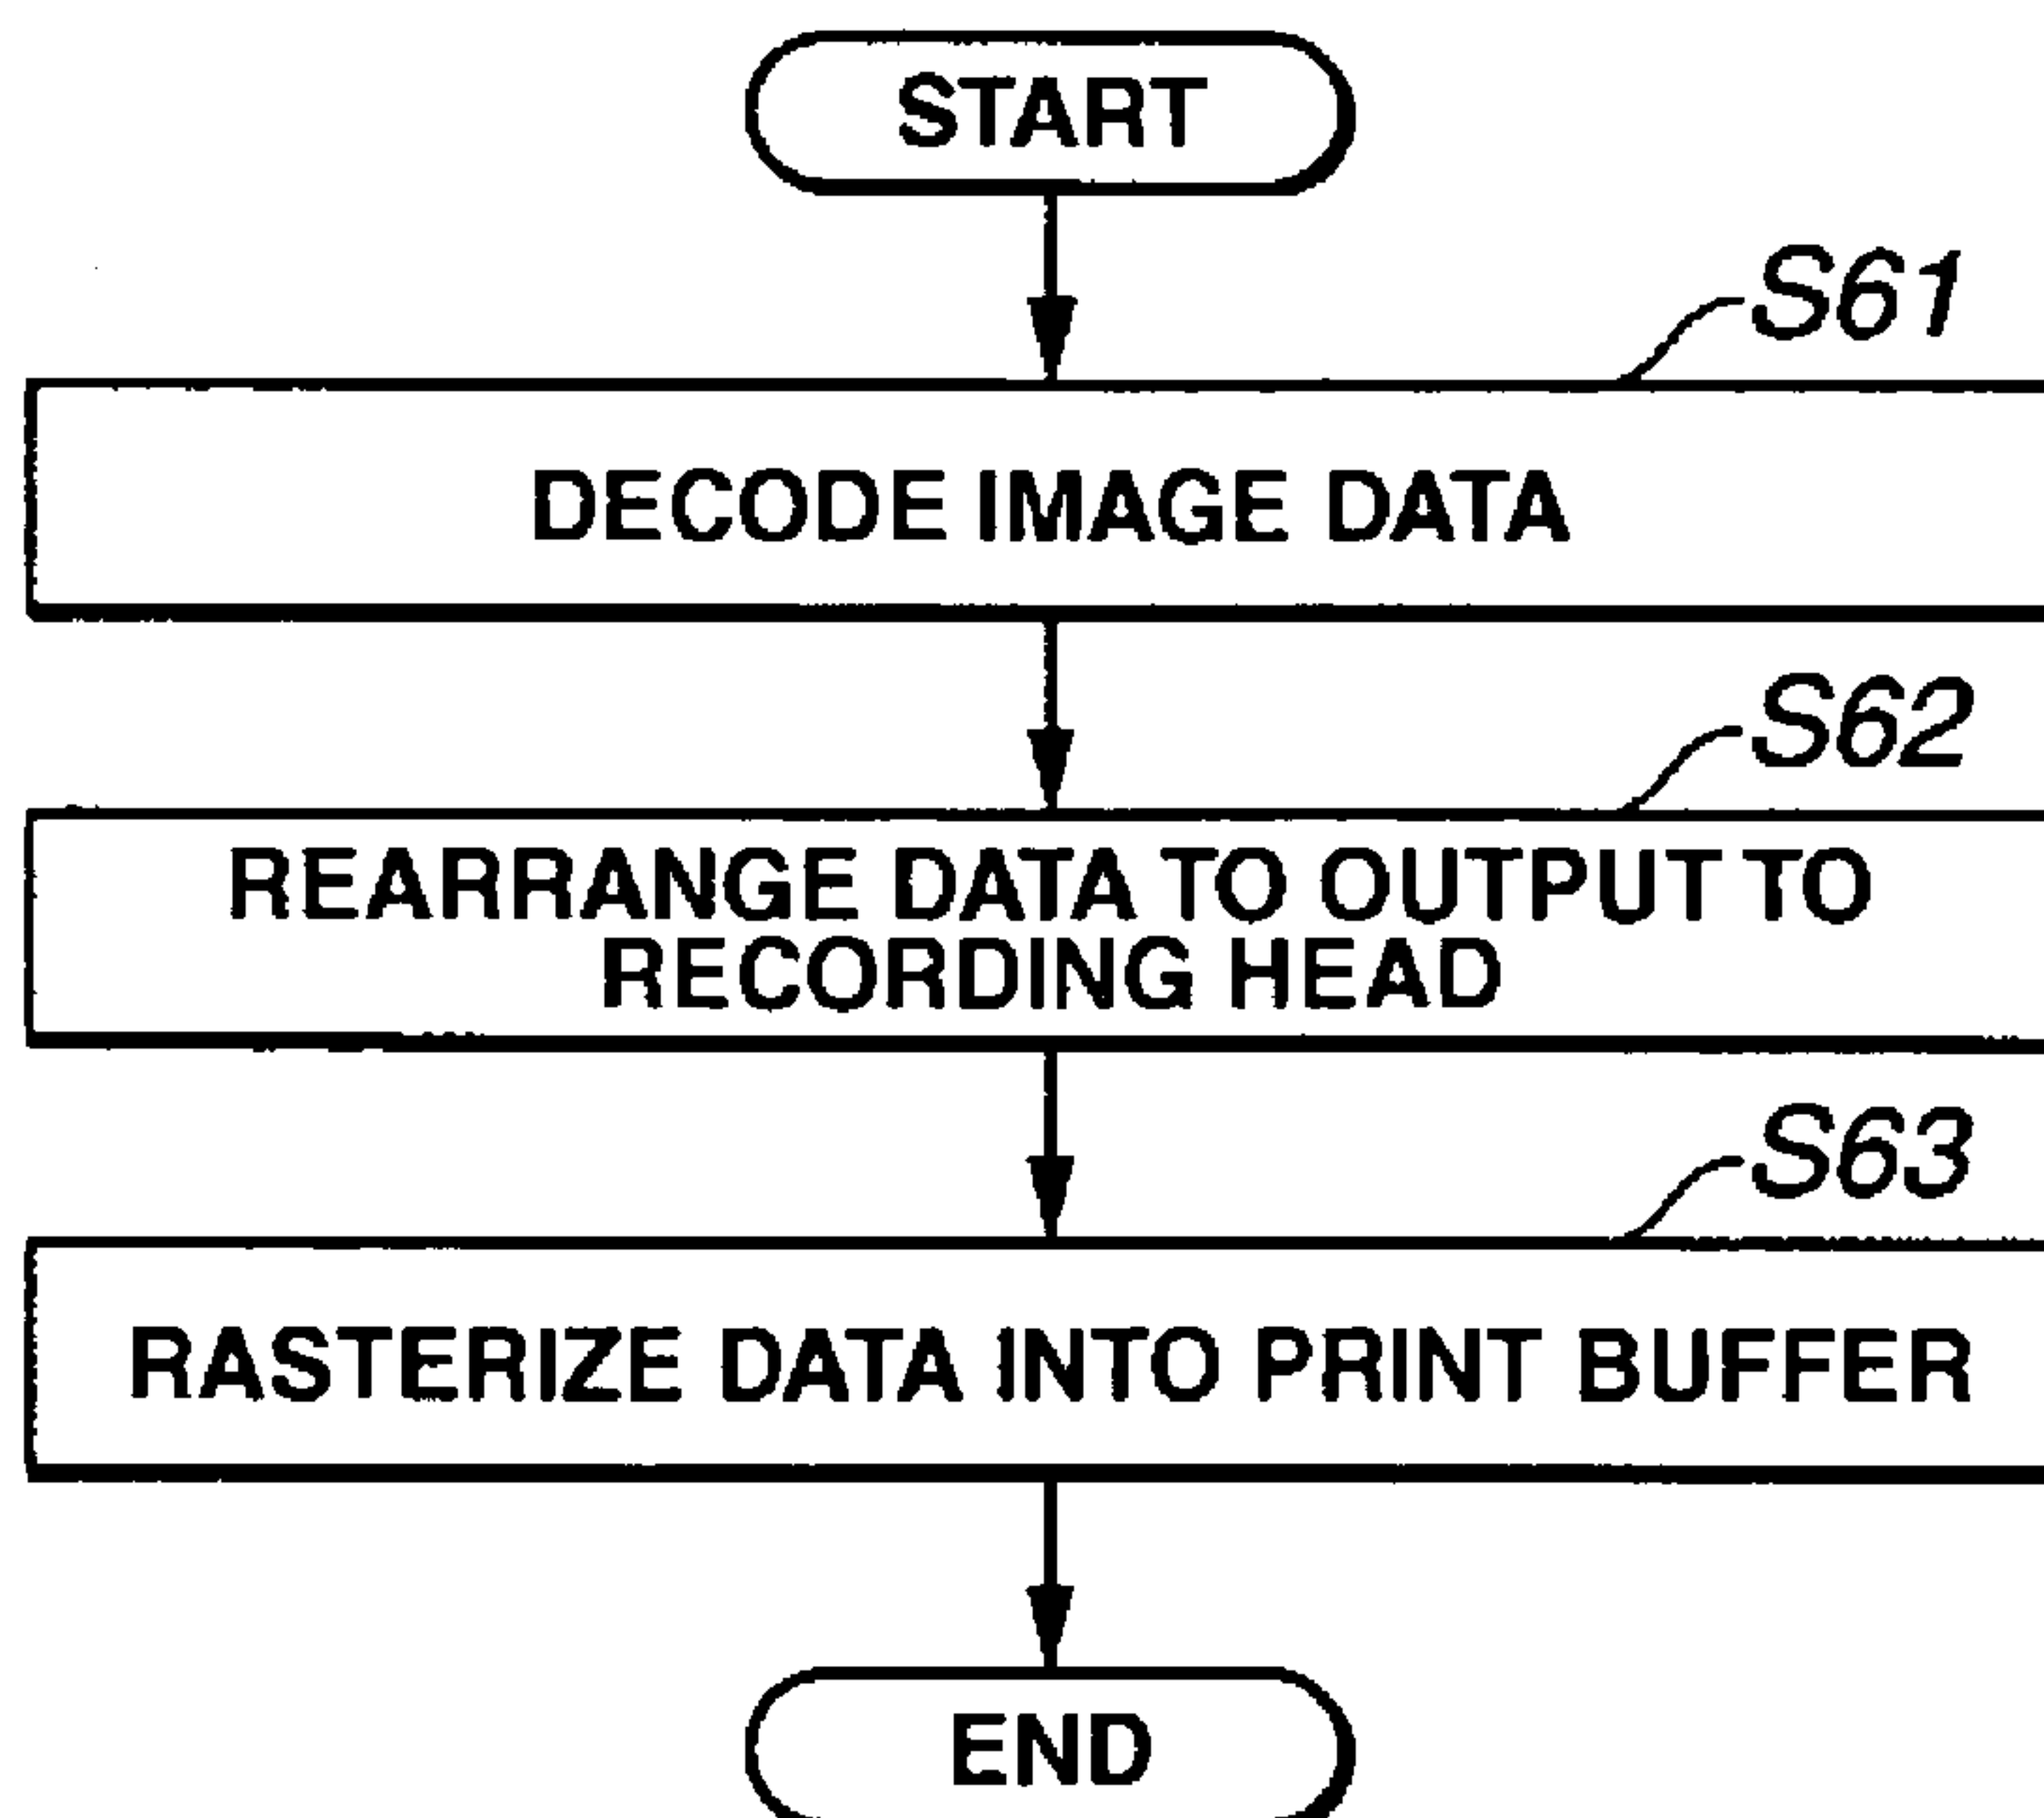 START
S61
DECODE IMAGE DATA
S62
REARRANGE DATA TO OUTPUT TO
RECORDING HEAD
S63
RASTERIZE DATA INTO PRINT BUFFER
END